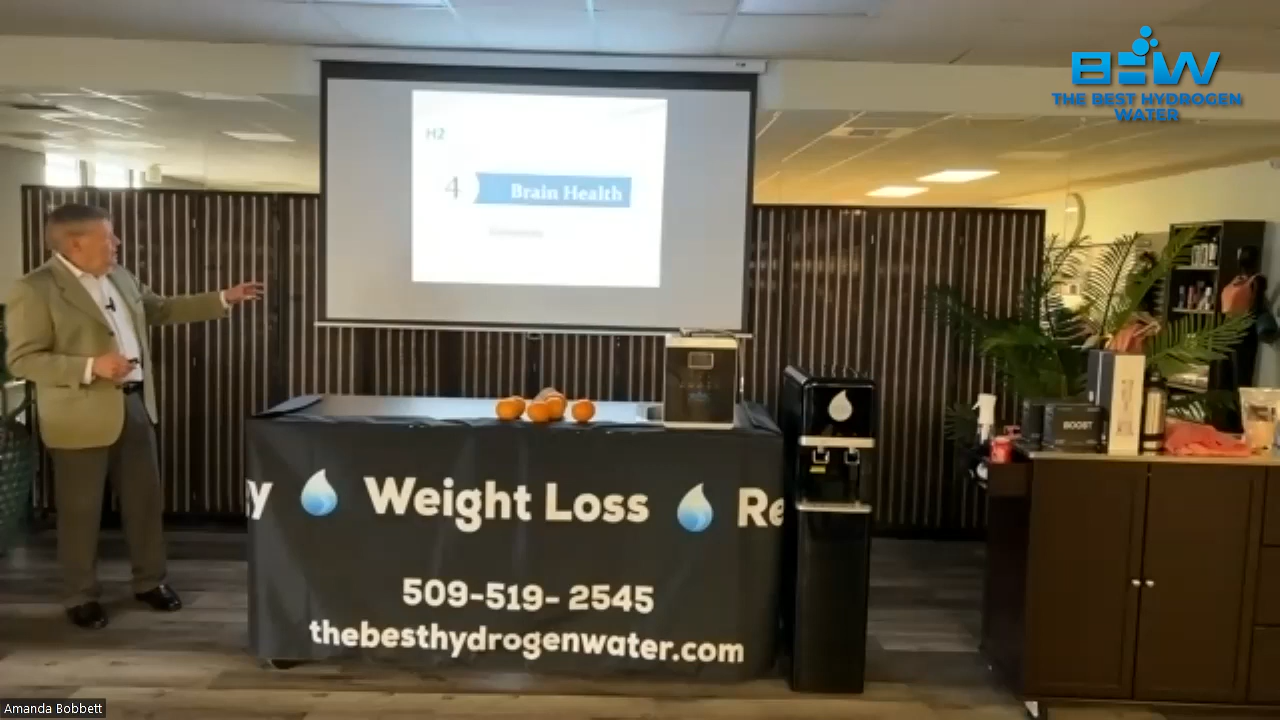 BHW
THE BEST HYDROGEN
WATER
H2
4 Brain Health
BOOST
y Weight Loss Re
509-519- 2545
thebesthydrogenwater.com
Amanda Bobbett